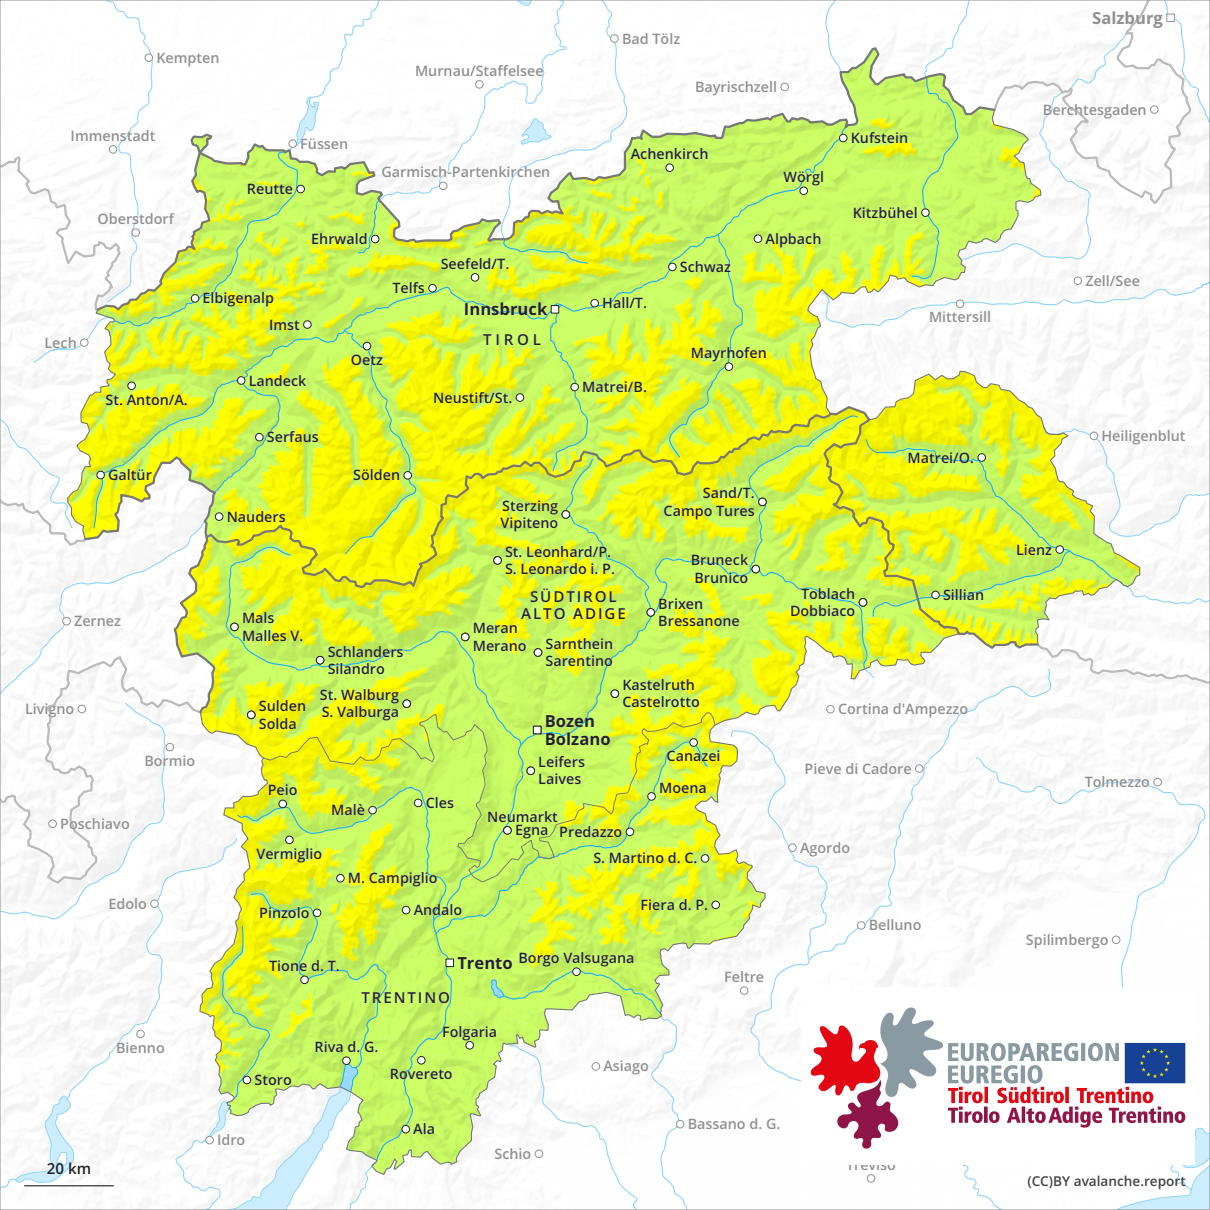 Salzburg
Bad Tölz
Kempten
Murnau/Staffelsee
Bayrischzell
Berchtesgaden
Immenstadt
Füssen
Kufstein
Achenkirch
Garmisch-Partenkirchen
Wörgl
Reutte
Oberstdorf
Kitzbühel
Ehrwald
Alpbach
Seefeld/T.
Schwaz
Zell/See
Telfs
Elbigenalp
Hall/T.
Innsbruck
Mittersill
Imst
TIROL
Lech
Oetz
Mayrhofen
Landeck
Matrei/B.
St. Anton/A.
Neustift/St.
Serfaus
Heiligenblut
Matrei/O.
Galtür
Sölden
Sand/T.
Campo Tures
Sterzing
Vipiteno
Nauders
Lienz
St. Leonhard/P.
S. Leonardo i. P.
Bruneck
Brunico
SÜDTIROL
ALTO ADIGE
Toblach
Dobbiaco
Sillian
Brixen
Bressanone
Zernez
Mals
Malles V.
Meran
Merano
Sarnthein
Sarentino
Schlanders
Silandro
Kastelruth
Castelrotto
St. Walburg
S. Valburga
Livigno
Sulden
Solda
Cortina d'Ampezzo
Bozen
Bolzano
Bormio
Canazei
Leifers
Laives
Pieve di Cadore
Tolmezzo
Peio
Moena
Malè
Cles
Poschiavo
Neumarkt
Egna
Predazzo
Vermiglio
Agordo
S. Martino d. C.
M. Campiglio
Edolo
Pinzolo
Andalo
Fiera d. P.
Belluno
Spilimbergo
Trento
Borgo Valsugana
Tione d. T.
Feltre
TRENTINO
Bienno
Folgaria
Riva d. G.
Asiago
Rovereto
Storo
EUROPAREGION
EUREGIO
Tirol Südtirol Trentino
Tirolo Alto Adige Trentino
Idro
Ala
Bassano d. G.
Schio
Treviso
20 km
(CC)BY avalanche.report